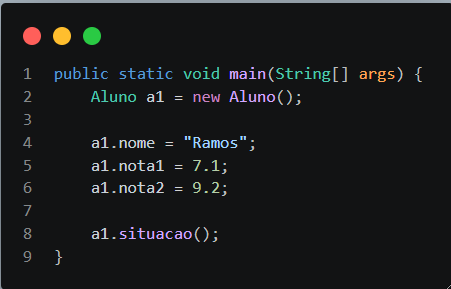 1 public static void main(String[] args) {
2     Aluno a1 = new Aluno();
3
4     a1.nome = "Ramos";
5     a1.nota1 = 7.1;
6     a1.nota2 = 9.2;
7
8     a1.situacao();
9 }